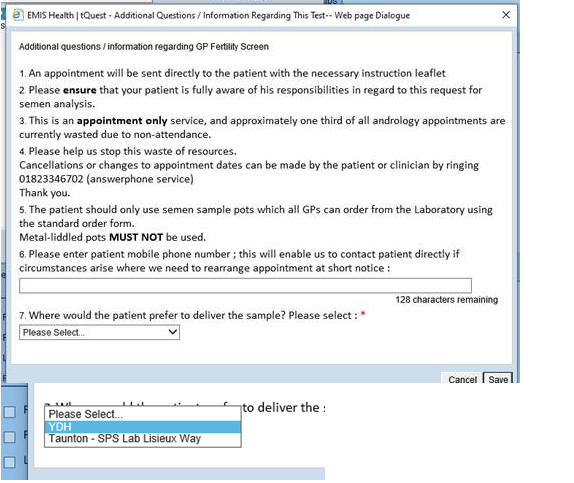 EMIS Health | tQuest - Additional Questions / Information Regarding This Test-- Web page Dialogue
Additional questions / information regarding GP Fertility Screen
1. An appointment will be sent directly to the patient with the necessary instruction leaflet
2. Please ensure that your patient is fully aware of his responsibilities in regard to this request for
semen analysis.
3. This is an appointment only service, and approximately one third of all andrology appointments are
currently wasted due to non-attendance.
4. Please help us stop this waste of resources.
Cancellations or changes to appointment dates can be made by the patient or clinician by ringing
01823346702 (answerphone service)
Thank you.
5. The patient should only use semen sample pots which all GPs can order from the Laboratory using
the standard order form.
Metal-liddled pots MUST NOT be used.
6. Please enter patient mobile phone number ; this will enable us to contact patient directly if
circumstances arise where we need to rearrange appointment at short notice :
128 characters remaining
7. Where would the patient prefer to deliver the sample? Please select : *
Please Select...
Cancel Save
to deliver the
Please Select...
YDH
Taunton - SPS Lab Lisieux Way